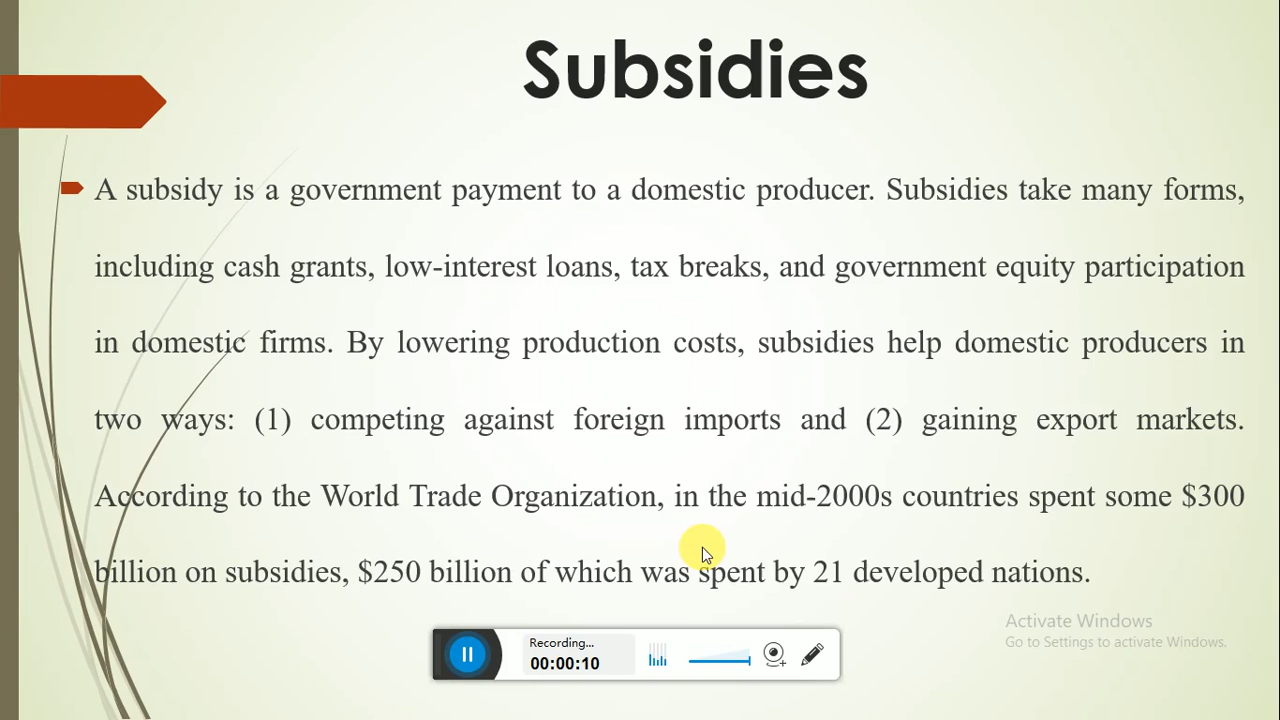 Subsidies
A subsidy is a government payment to a domestic producer. Subsidies take many forms,
including cash grants, low-interest loans, tax breaks, and government equity participation
in domestic firms. By lowering production costs, subsidies help domestic producers in
two ways: (1) competing against foreign imports and (2) gaining export markets.
According to the World Trade Organization, in the mid-2000s countries spent some $300
billion on subsidies, $250 billion of which was spent by 21 developed nations.
Activate Windows
Go to Settings to activate Windows.
Recording...
00:00:10